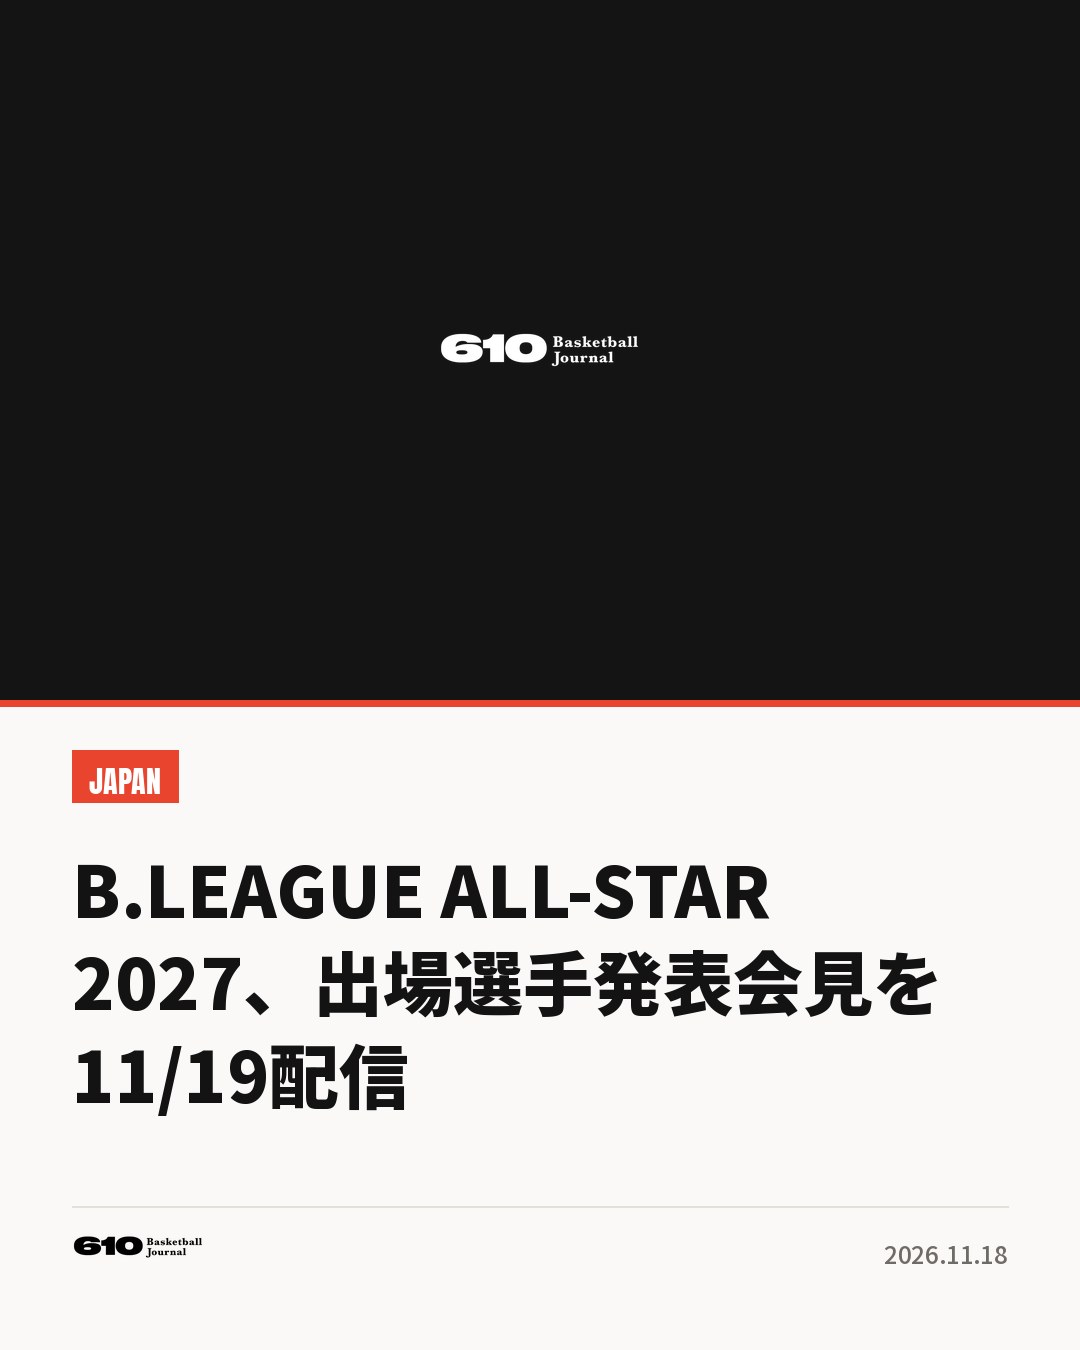 610 Basketball
Journal
JAPAN
B.LEAGUE ALL-STAR
2027、出場選手発表会見を
11/19配信
610 Basketball
Journal
2026.11.18